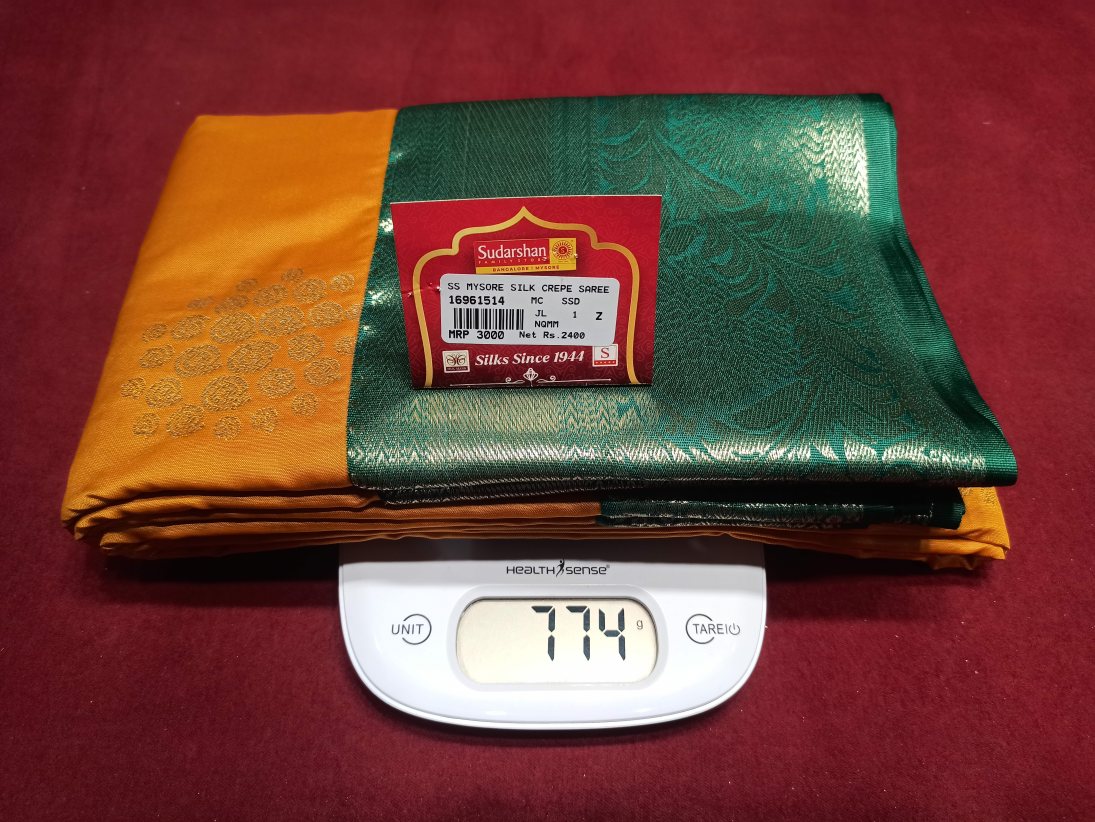 Sudarshan
FAMILY STORE
BANGALORE | MYSORE
SS MYSORE SILK CREPE SAREE
16961514 MC SSD
JL 1 Z
NQMM
MRP 3000 Net Rs.2400
Silks Since 1944 S
HEALTH SENSE®
UNIT 774 g TARE